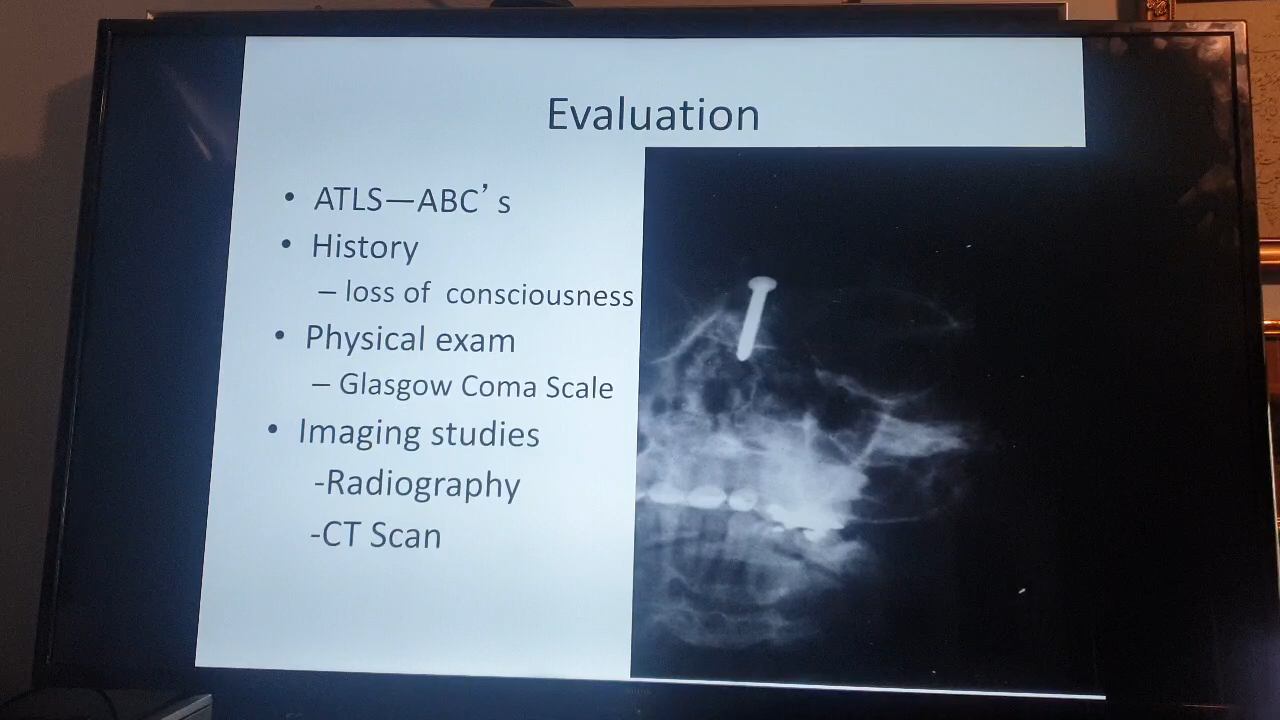 Evaluation
• ATLS—ABC’ s
• History
– loss of consciousness
• Physical exam
– Glasgow Coma Scale
• Imaging studies
-Radiography
-CT Scan